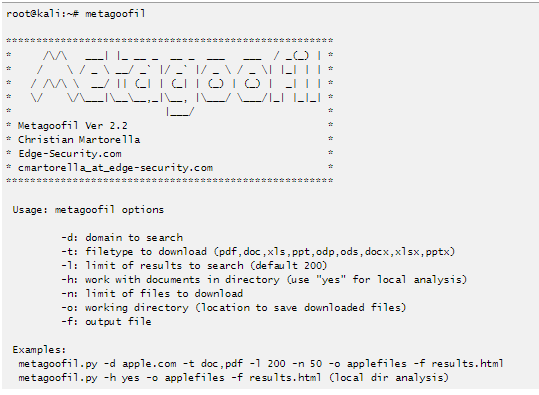 root@kali:~# metagoofil
******************************************************
*     /\/\   ___| |_ __ _  __ _  ___   ___  / _(_) | *
*    /    \ / _ \ __/ _` |/ _` |/ _ \ / _ \| |_| | | *
*   / /\/\ \  __/ || (_| | (_| | (_) | (_) |  _| | | *
*   \/    \/\___|\__\__,_|\__, |\___/ \___/|_| |_|_| *
*                         |___/                      *
* Metagoofil Ver 2.2                                 *
* Christian Martorella                               *
* Edge-Security.com                                  *
* cmartorella_at_edge-security.com                   *
******************************************************
Usage: metagoofil options
-d: domain to search
-t: filetype to download (pdf,doc,xls,ppt,odp,ods,docx,xlsx,pptx)
-l: limit of results to search (default 200)
-h: work with documents in directory (use "yes" for local analysis)
-n: limit of files to download
-o: working directory (location to save downloaded files)
-f: output file
Examples:
metagoofil.py -d apple.com -t doc,pdf -l 200 -n 50 -o applefiles -f results.html
metagoofil.py -h yes -o applefiles -f results.html (local dir analysis)